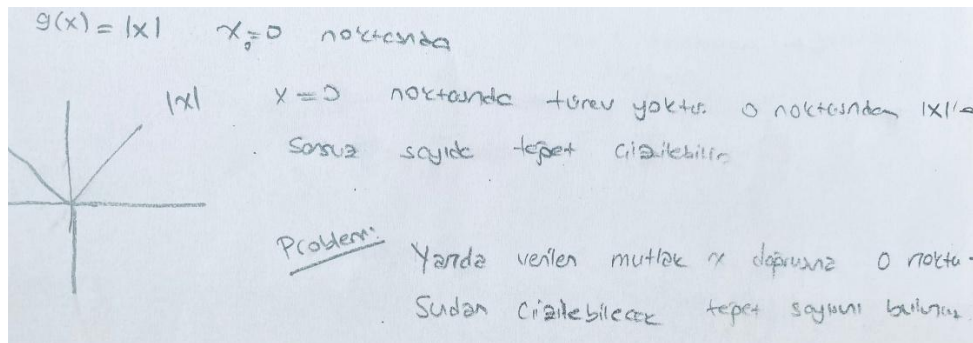 g(x) = |x| x₀=0 noktasında
|x|
x=0 noktasında türev yoktur. 0 noktasından |x|'e
Sonsuz sayıda teğet çizilebilir.
Problem:
Yanda verilen mutlak x doğrusuna 0 nokta-
sından çizilebilecek teğet sayısını bulunuz.